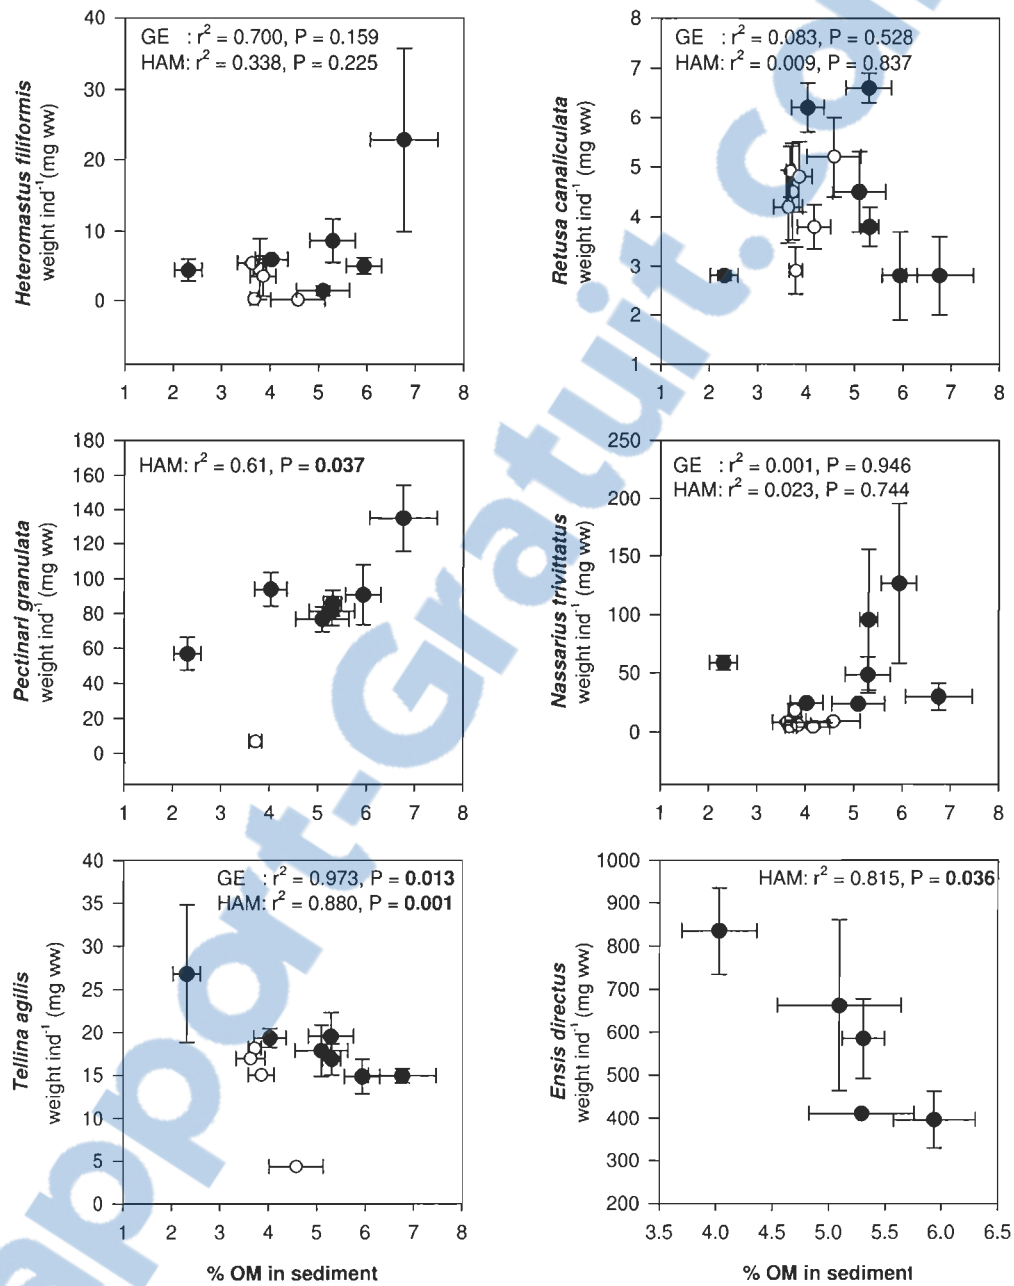 GE : r² = 0.700, P = 0.159
HAM: r² = 0.338, P = 0.225
40
30
20
10
0
Heteromastus filiformis
weight ind⁻¹(mg ww)
1 2 3 4 5 6 7 8
GE : r² = 0.083, P = 0.528
HAM: r² = 0.009, P = 0.837
8
7
6
5
4
3
2
1
Retusa canaliculata
weight ind⁻¹ (mg ww)
1 2 3 4 5 6 7 8
HAM: r² = 0.61, P = 0.037
180
160
140
120
100
80
60
40
20
0
Pectinari granulata
weight ind⁻¹ (mg ww)
1 2 3 4 5 6 7 8
GE : r² = 0.001, P = 0.946
HAM: r² = 0.023, P = 0.744
250
200
150
100
50
0
Nassarius trivittatus
weight ind⁻¹ (mg ww)
1 2 3 4 5 6 7 8
GE : r² = 0.973, P = 0.013
HAM: r² = 0.880, P = 0.001
40
35
30
25
20
15
10
5
0
Tellina agilis
weight ind⁻¹ (mg ww)
1 2 3 4 5 6 7 8
% OM in sediment
HAM: r² = 0.815, P = 0.036
1000
900
800
700
600
500
400
300
200
Ensis directus
weight ind⁻¹ (mg ww)
3.5 4.0 4.5 5.0 5.5 6.0 6.5
% OM in sediment
apport-Gratuit.co